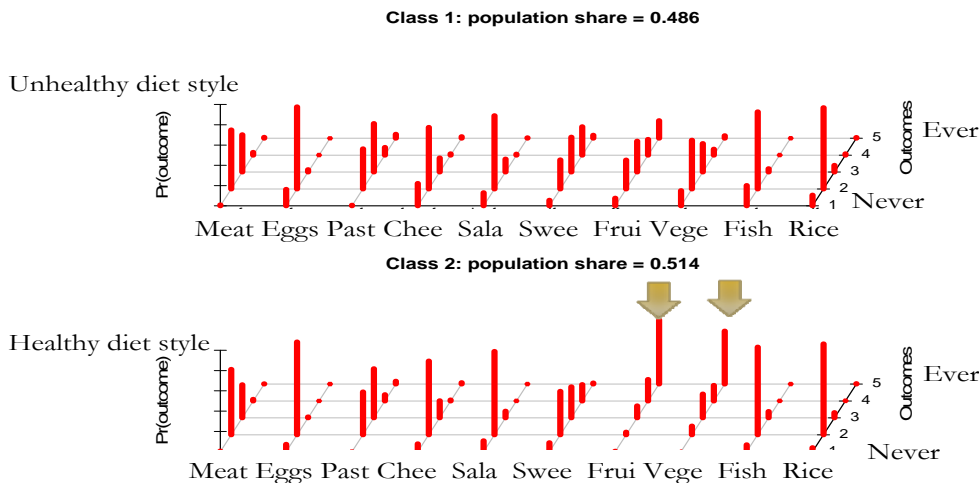 Class 1: population share = 0.486
Unhealthy diet style
Pr(outcome)
Outcomes
5 Ever
4
3
2
1 Never
Meat Eggs Past Chee Sala Swee Frui Vege Fish Rice
Class 2: population share = 0.514
Healthy diet style
Pr(outcome)
Outcomes
5 Ever
4
3
2
1 Never
Meat Eggs Past Chee Sala Swee Frui Vege Fish Rice